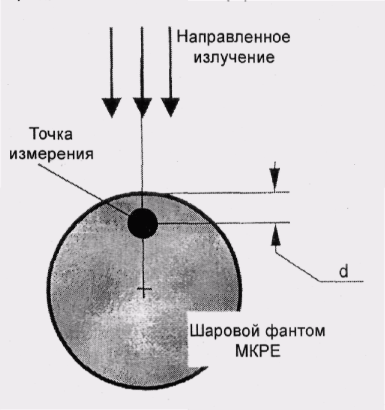 Направленное
излучение
Точка
измерения
d
Шаровой фантом
МКРЕ